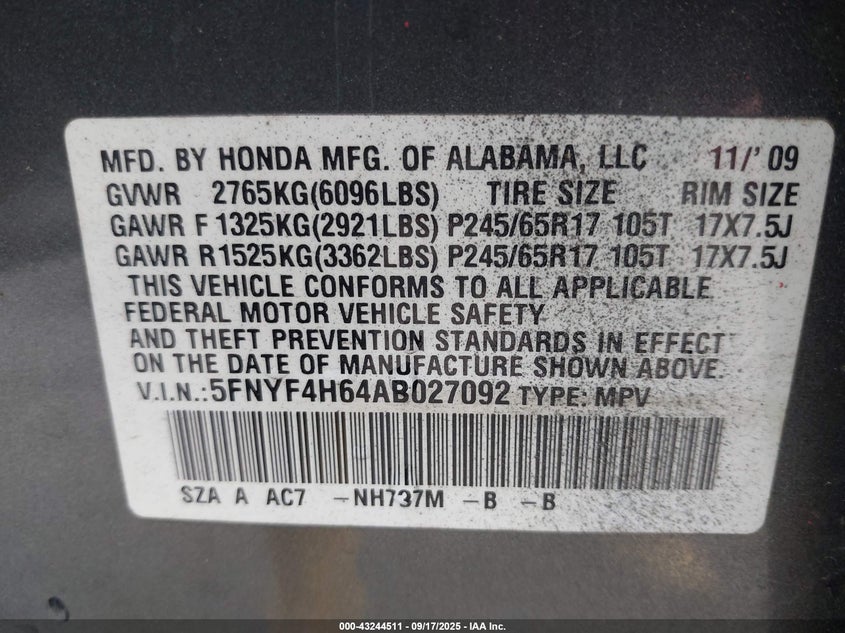 MFD. BY HONDA MFG. OF ALABAMA, LLC 11/'09
GVWR 2765KG(6096LBS) TIRE SIZE RIM SIZE
GAWR F 1325KG(2921LBS) P245/65R17 105T 17X7.5J
GAWR R1525KG(3362LBS) P245/65R17 105T 17X7.5J
THIS VEHICLE CONFORMS TO ALL APPLICABLE
FEDERAL MOTOR VEHICLE SAFETY
AND THEFT PREVENTION STANDARDS IN EFFECT
ON THE DATE OF MANUFACTURE SHOWN ABOVE.
V.I.N.:5FNYF4H64AB027092 TYPE: MPV
SZA A AC7 -NH737M -B -B
000-43244511 - 09/17/2025 - IAA Inc.